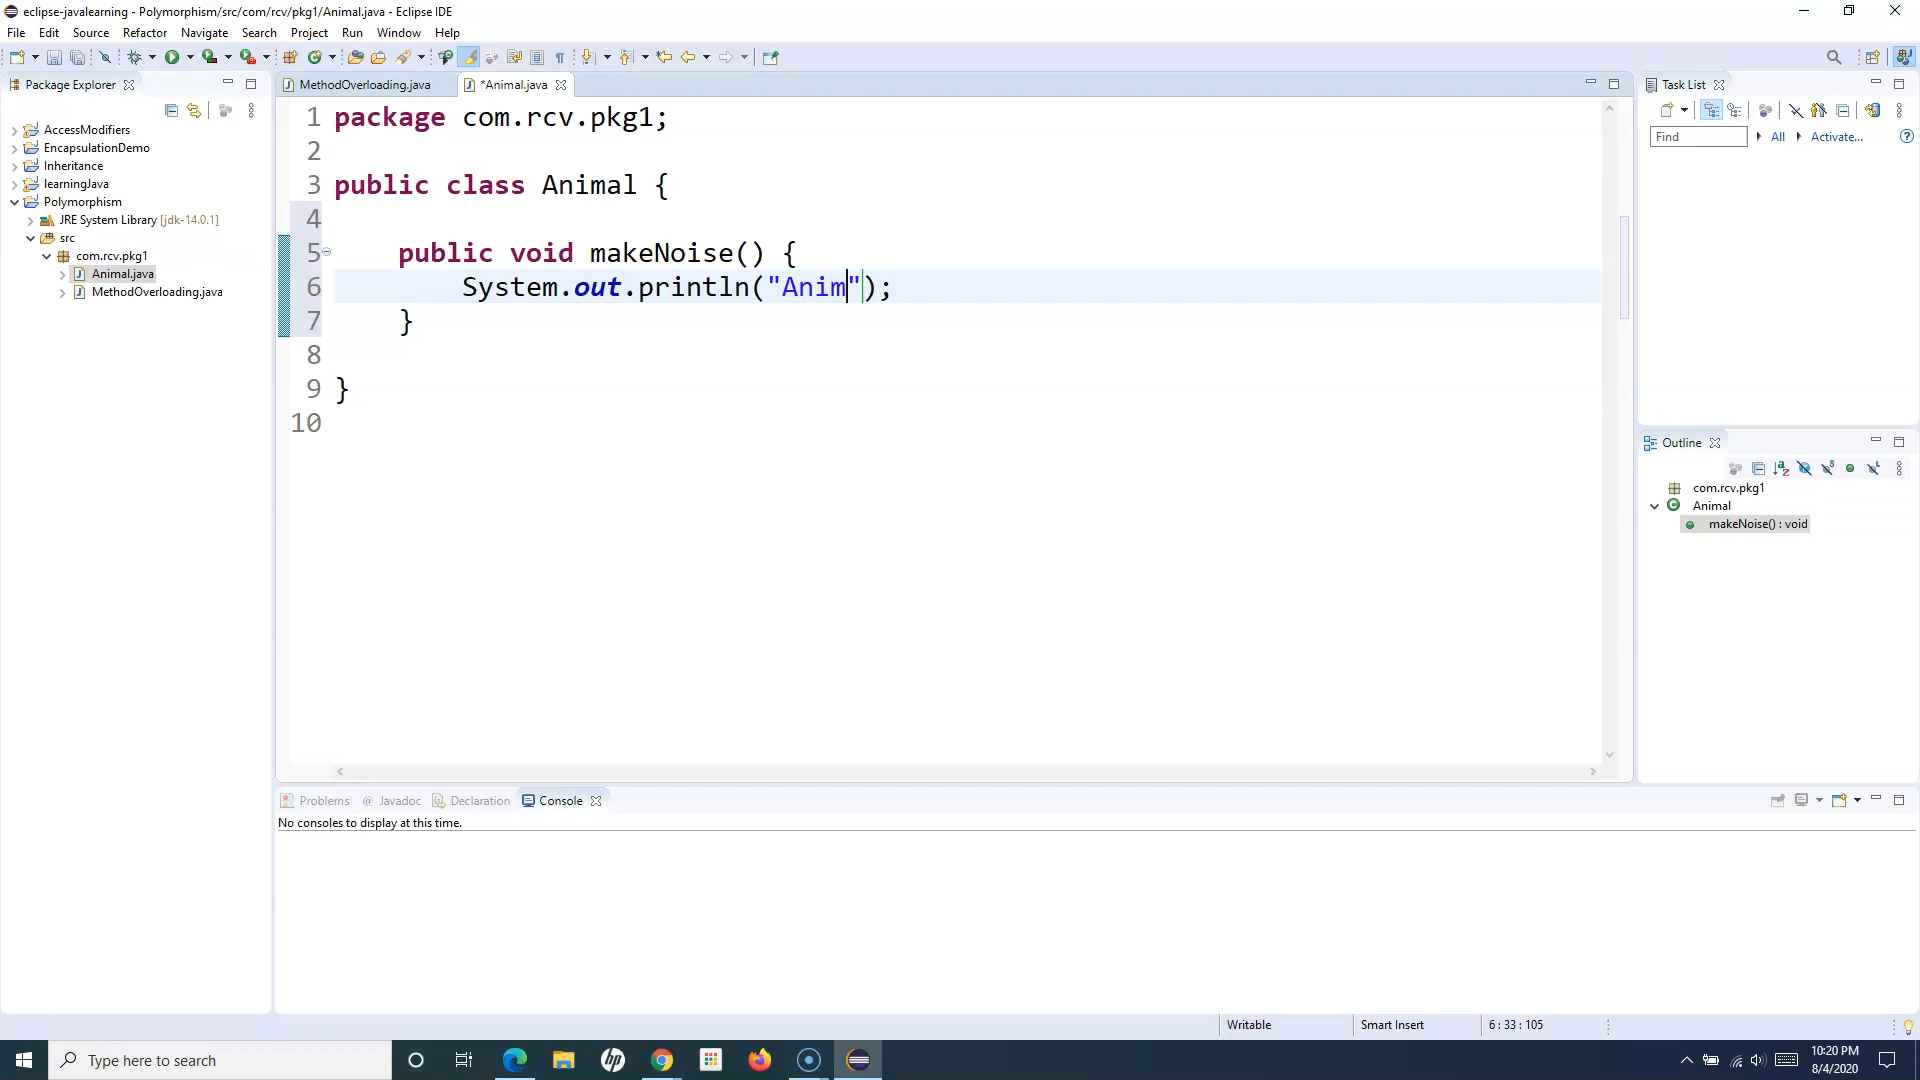 eclipse-javalearning - Polymorphism/src/com/rcv/pkg1/Animal.java - Eclipse IDE
File Edit Source Refactor Navigate Search Project Run Window Help
Package Explorer
AccessModifiers
EncapsulationDemo
Inheritance
learningJava
Polymorphism
JRE System Library [jdk-14.0.1]
src
com.rcv.pkg1
Animal.java
MethodOverloading.java
MethodOverloading.java *Animal.java
1 package com.rcv.pkg1;
2
3 public class Animal {
4
5 public void makeNoise() {
6 System.out.println("Anim");
7 }
8
9 }
10
Task List
Find All Activate...
Outline
com.rcv.pkg1
Animal
makeNoise() : void
Problems @ Javadoc Declaration Console
No consoles to display at this time.
Writable Smart Insert 6 : 33 : 105
Type here to search
10:20 PM
8/4/2020